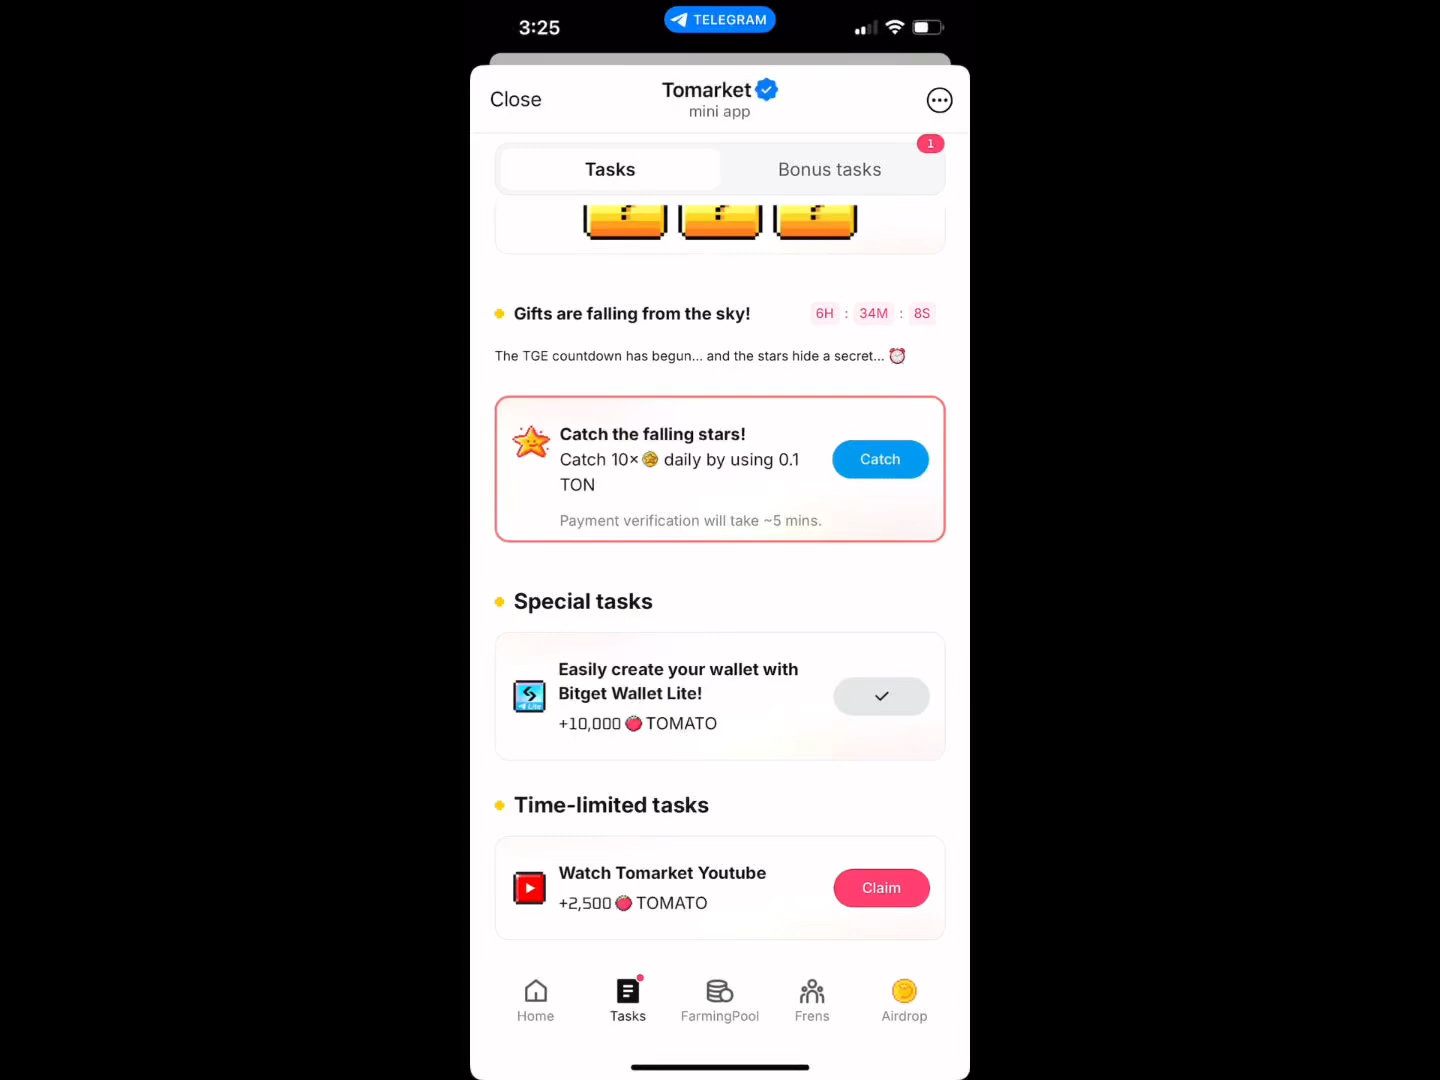 3:25
TELEGRAM
Close
Tomarket
mini app
1
Tasks
Bonus tasks
Gifts are falling from the sky!
6H : 34M : 8S
The TGE countdown has begun... and the stars hide a secret... ⏰
Catch the falling stars!
Catch 10× daily by using 0.1
TON
Catch
Payment verification will take ~5 mins.
Special tasks
Easily create your wallet with
Bitget Wallet Lite!
Lite
+10,000 🍅 TOMATO
Time-limited tasks
Watch Tomarket Youtube
+2,500 🍅 TOMATO
Claim
Home
Tasks
FarmingPool
Frens
Airdrop